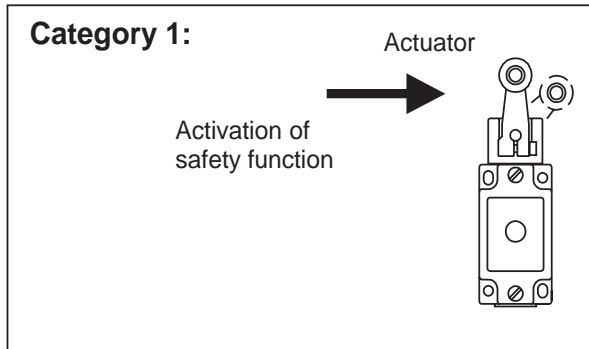 Category 1:
Actuator
Activation of
safety function